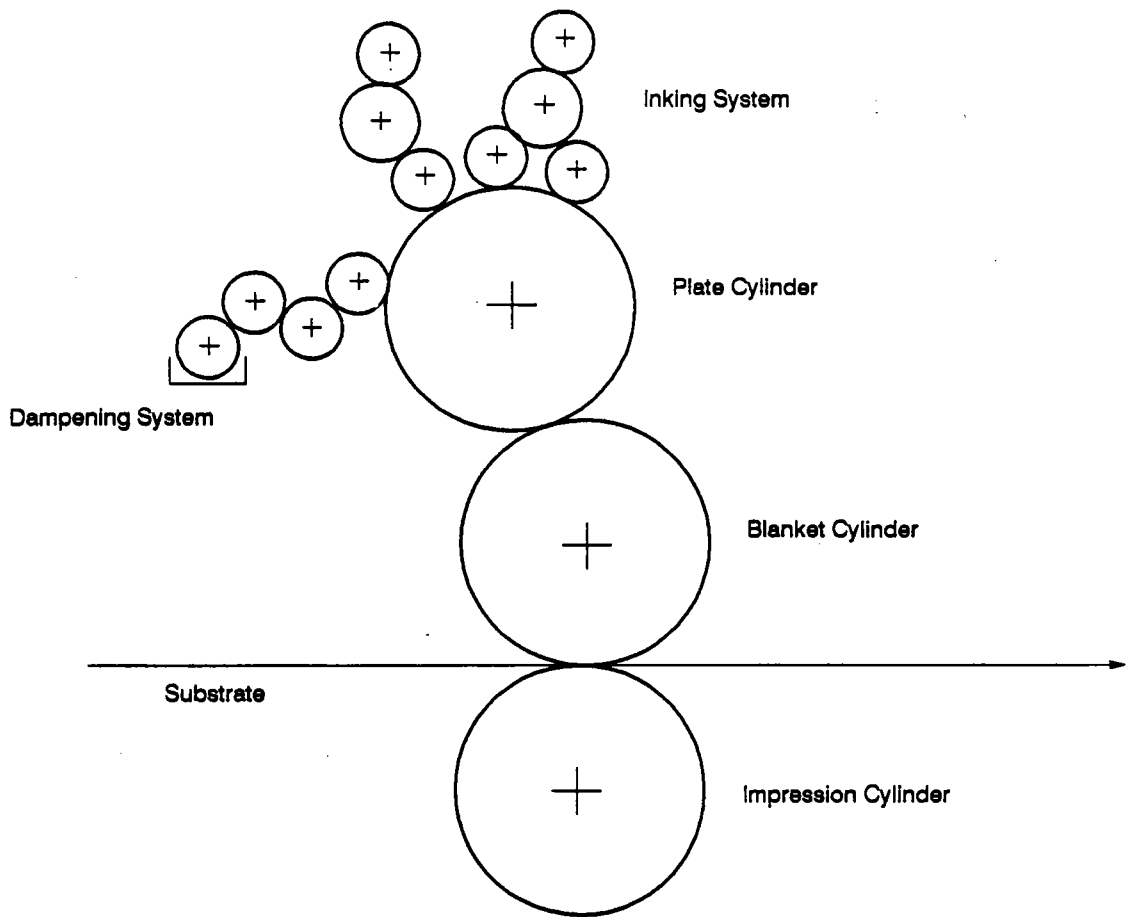 Inking System
Plate Cylinder
Dampening System
Blanket Cylinder
Substrate
Impression Cylinder